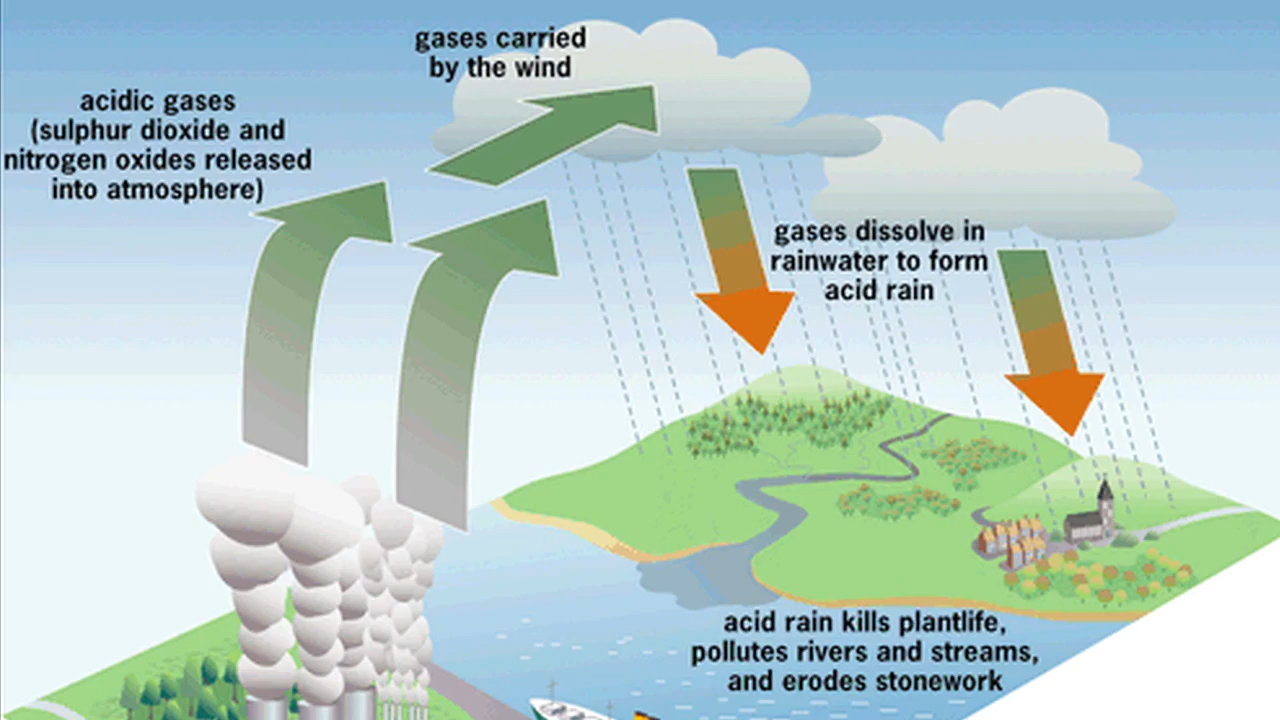 gases carried
by the wind
acidic gases
(sulphur dioxide and
nitrogen oxides released
into atmosphere)
gases dissolve in
rainwater to form
acid rain
acid rain kills plantlife,
pollutes rivers and streams,
and erodes stonework